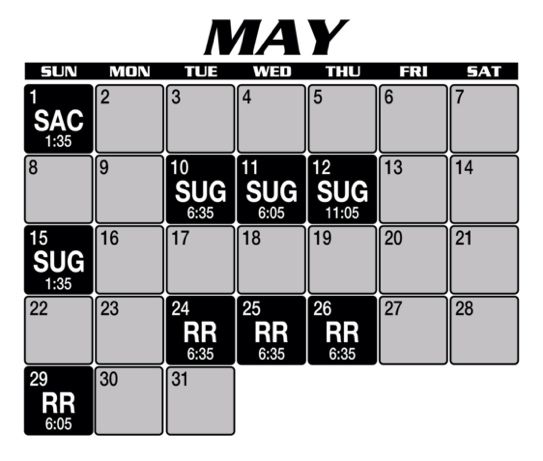 MAY
SUN MON TUE WED THU FRI SAT
1 2 3 4 5 6 7
SAC
1:35
8 9 10 11 12 13 14
SUG SUG SUG
6:35 6:05 11:05
15 16 17 18 19 20 21
SUG
1:35
22 23 24 25 26 27 28
RR RR RR
6:35 6:35 6:35
29 30 31
RR
6:05